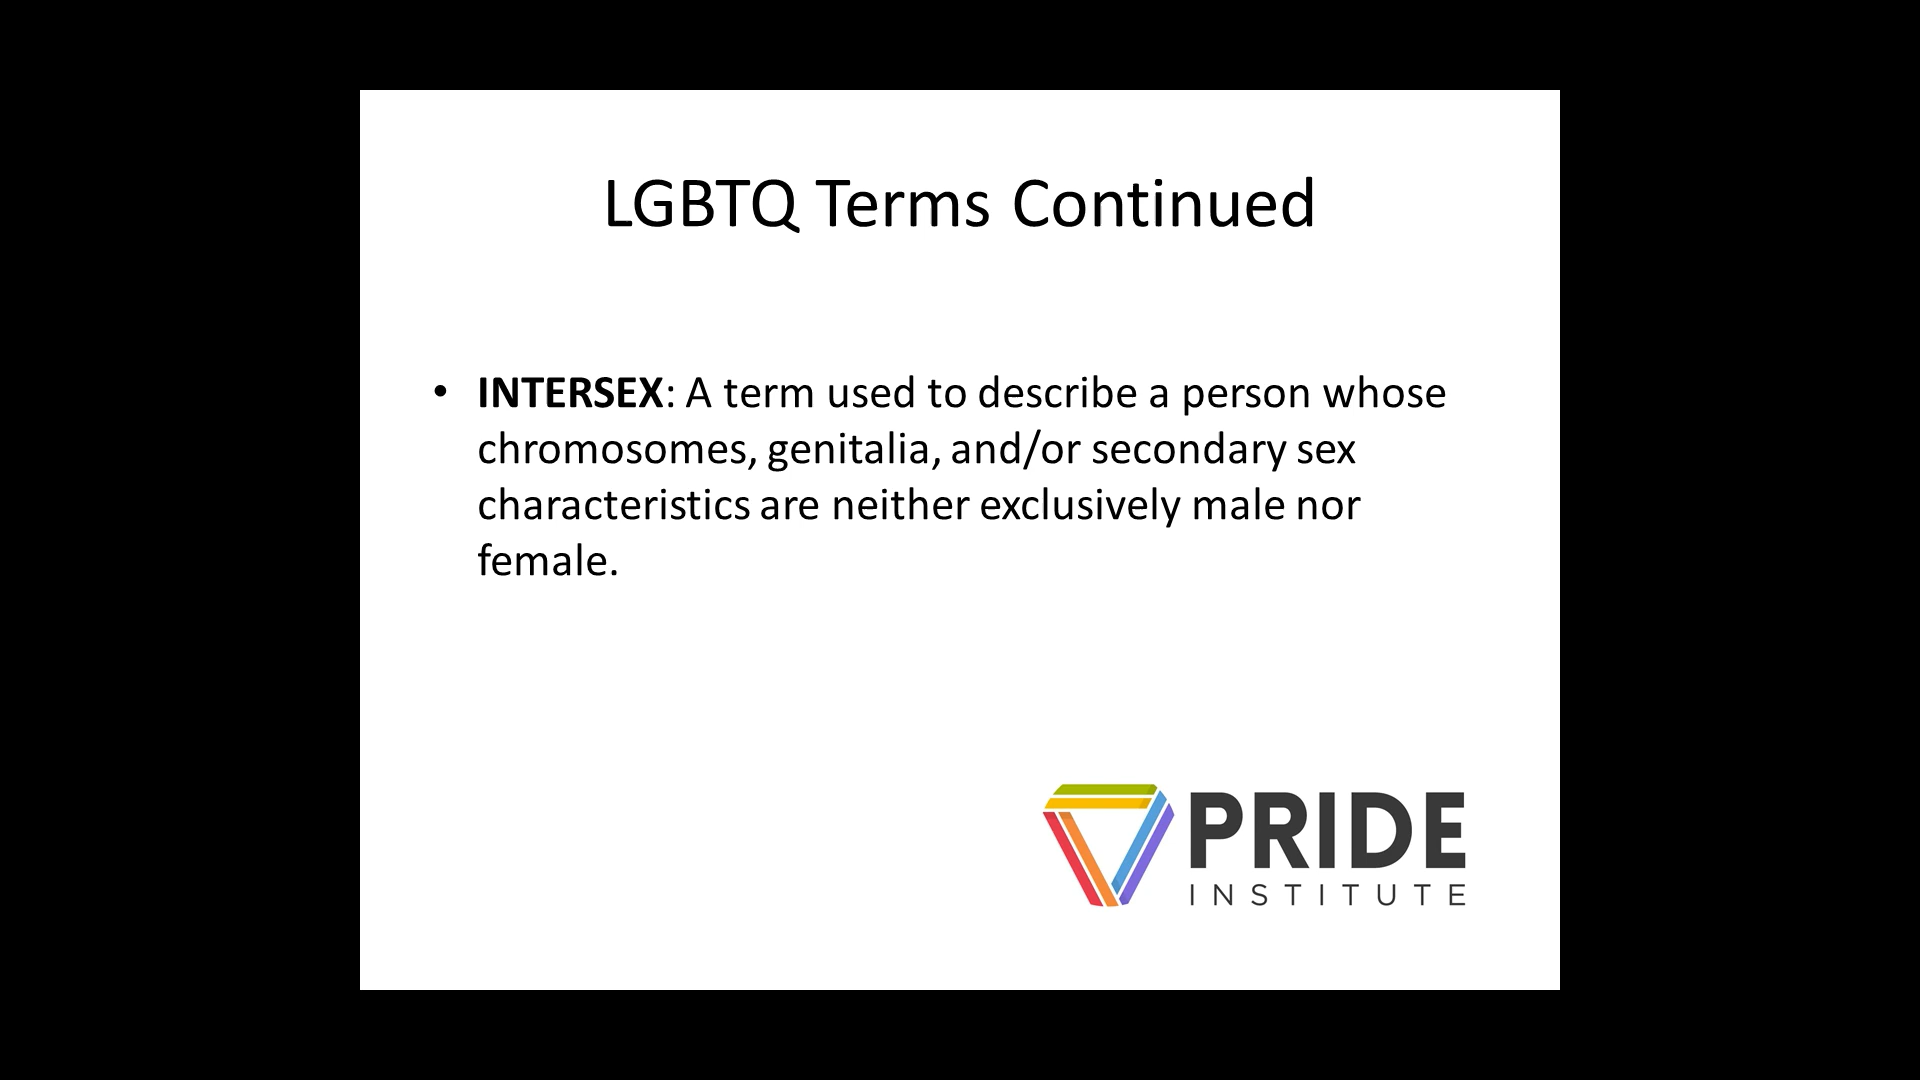 LGBTQ Terms Continued
• INTERSEX: A term used to describe a person whose
chromosomes, genitalia, and/or secondary sex
characteristics are neither exclusively male nor
female.
PRIDE
INSTITUTE